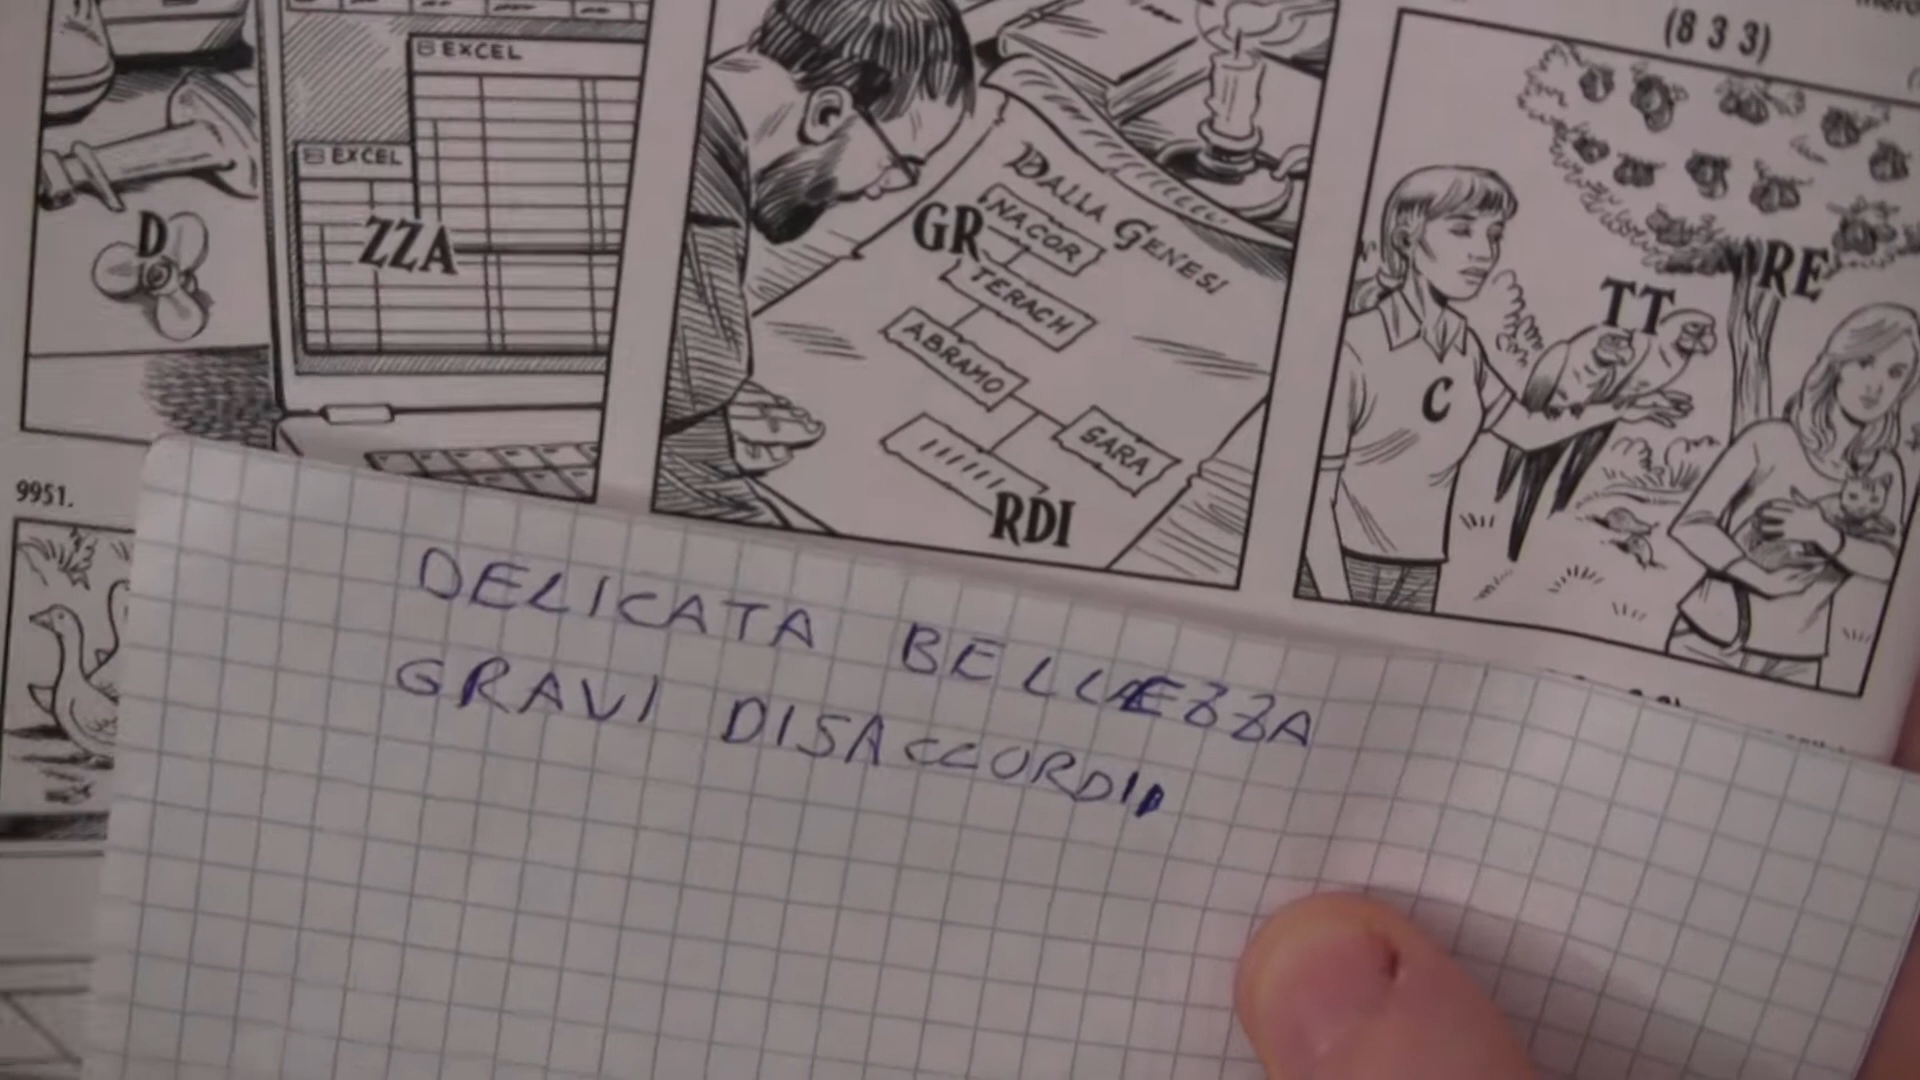 (8 3 3)
EXCEL
EXCEL
D
ZZA
DALLA GENESI
NACOR
GR
TERACH
ABRAMO
SARA
RDI
RE
TT
C
9951.
DELICATA BELLEZZA
GRAVI DISACCORDI